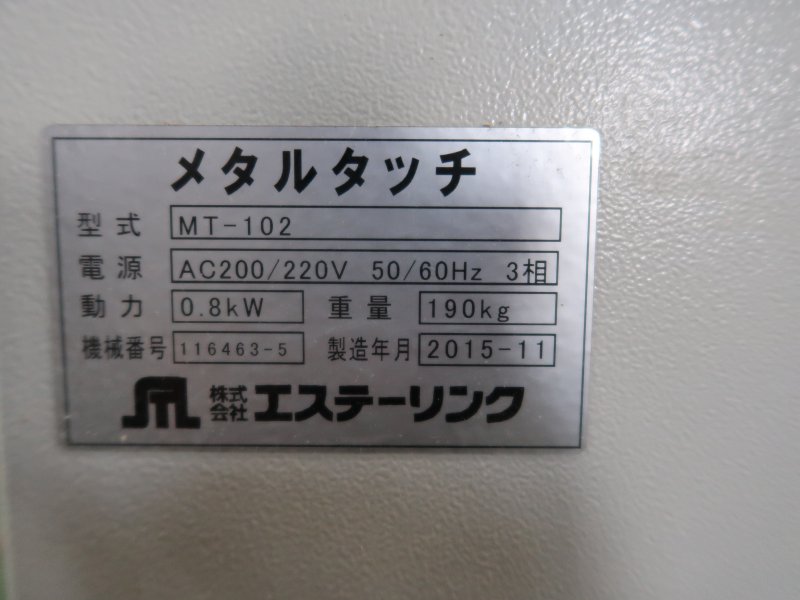 メタルタッチ
型式 MT-102
電源 AC200/220V 50/60Hz 3相
動力 0.8kW 重量 190kg
機械番号 116463-5 製造年月 2015-11
株式会社 エステーリンク